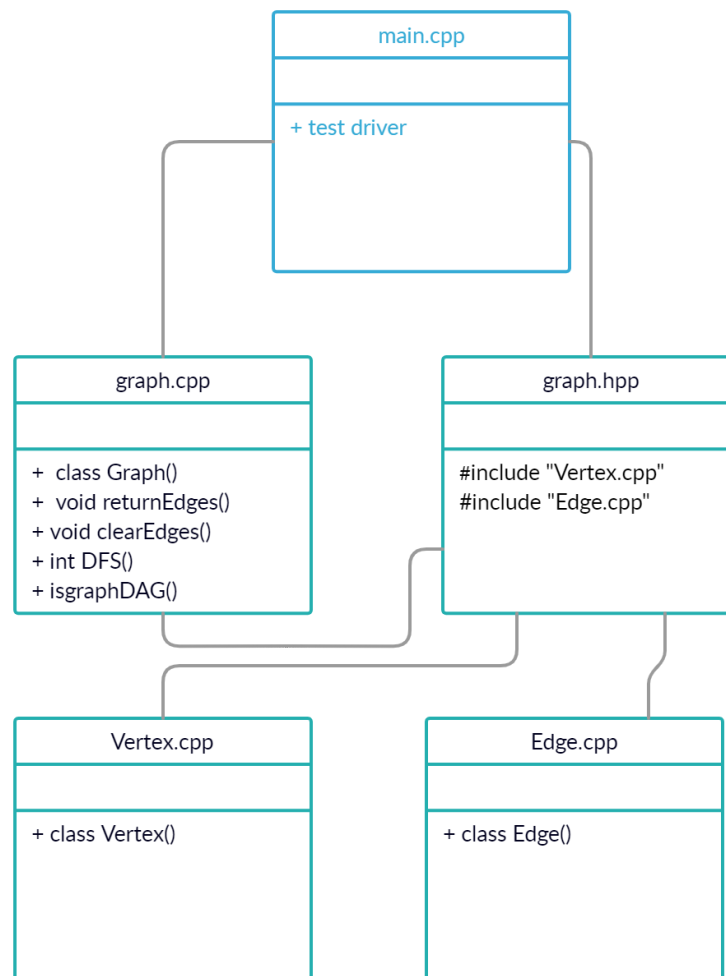 main.cpp
+ test driver
graph.cpp
+  class Graph()
+  void returnEdges()
+ void clearEdges()
+ int DFS()
+ isgraphDAG()
graph.hpp
#include "Vertex.cpp"
#include "Edge.cpp"
Vertex.cpp
+ class Vertex()
Edge.cpp
+ class Edge()